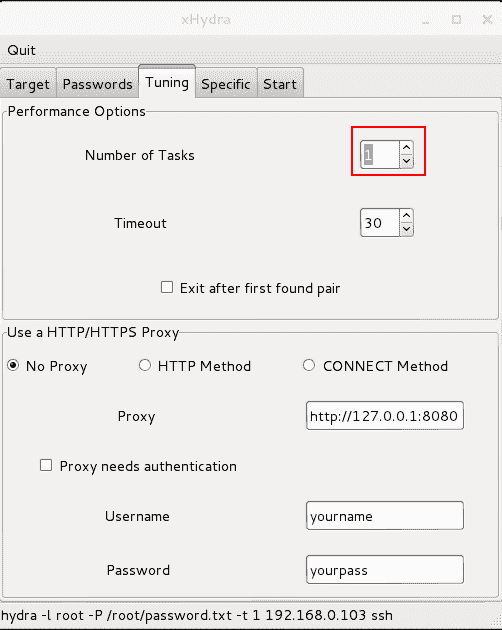 xHydra
Quit
Target Passwords Tuning Specific Start
Performance Options
Number of Tasks 1
Timeout 30
Exit after first found pair
Use a HTTP/HTTPS Proxy
No Proxy HTTP Method CONNECT Method
Proxy http://127.0.0.1:8080
Proxy needs authentication
Username yourname
Password yourpass
hydra -l root -P /root/password.txt -t 1 192.168.0.103 ssh